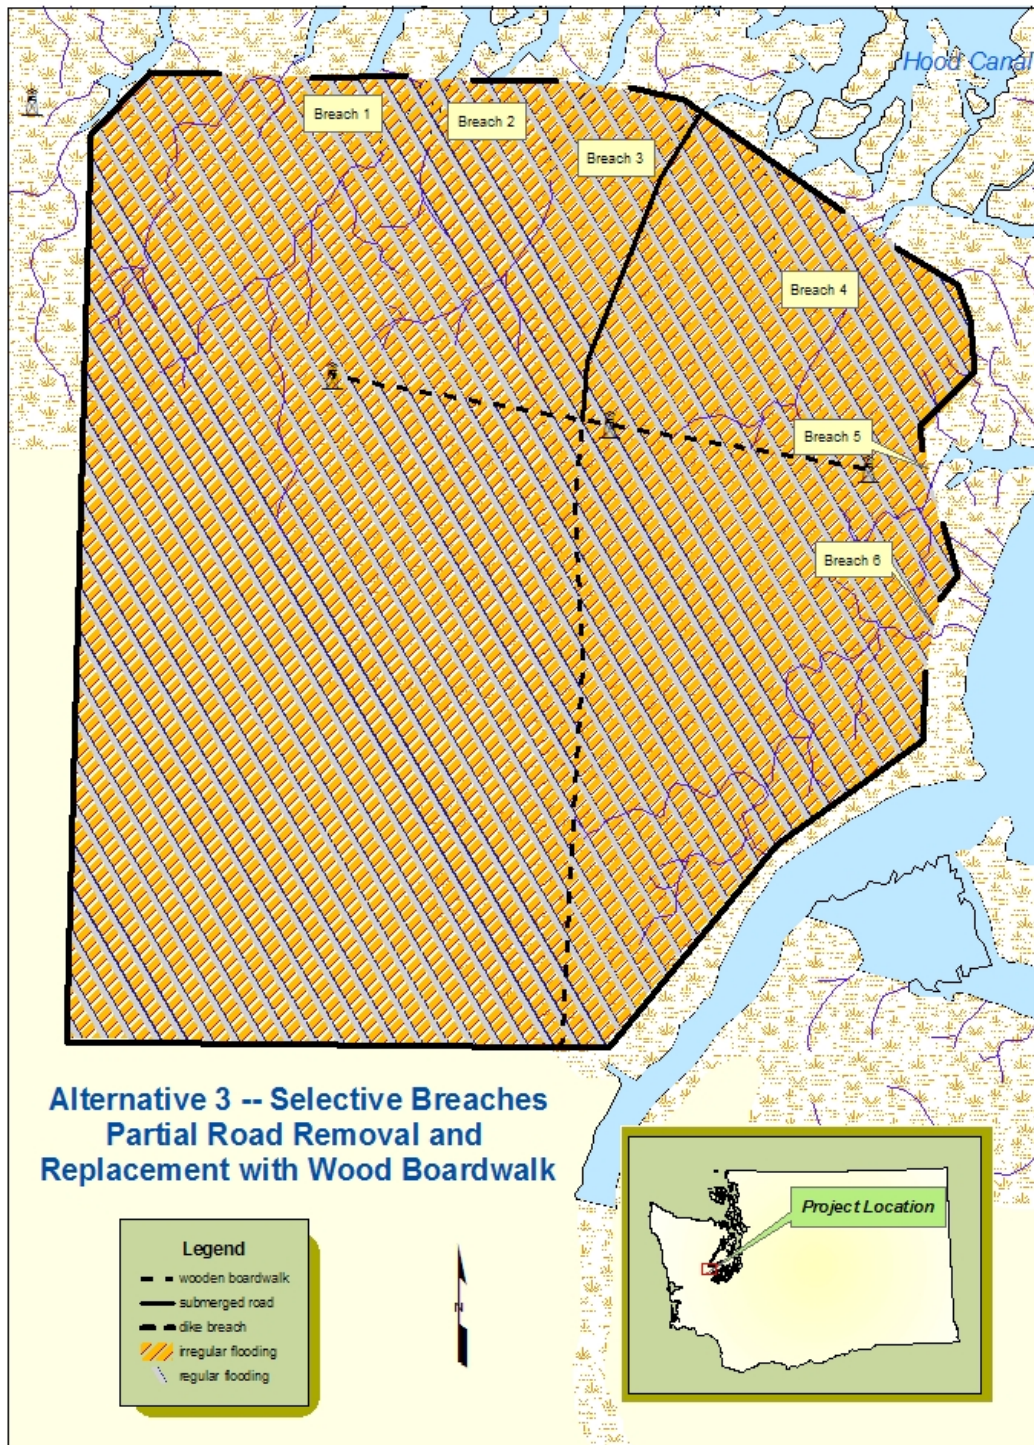 Hood Canal
Breach 1
Breach 2
Breach 3
Breach 4
Breach 5
Breach 6
Alternative 3 -- Selective Breaches
Partial Road Removal and
Replacement with Wood Boardwalk
Legend
wooden boardwalk
submerged road
dike breach
irregular flooding
regular flooding
N
Project Location